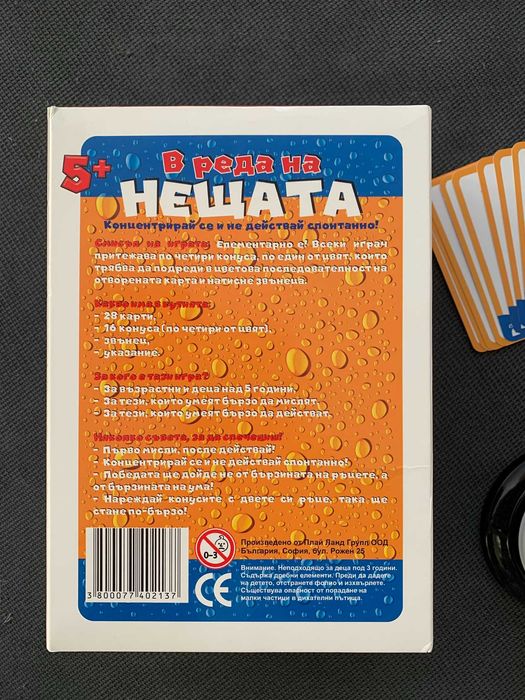 5+
В реда на
НЕЩАТА
Концентрирай се и не действай спонтанно!
Смисъл на играта: Елементарно е! Всеки играч
притежава по четири конуса, по един от цвят, които
трябва да подреди в цветова последователност на
отворената карта и натисне звънеца.
Какво има в кутията:
- 28 карти,
- 16 конуса (по четири от цвят),
- звънец,
- указание.
За кого е тази игра?
- За възрастни и деца над 5 години,
- За тези, които умеят бързо да мислят,
- За тези, които умеят бързо да действат,
Няколко съвета, за да спечелиш!
- Първо мисли, после действай!
- Концентрирай се и не действай спонтанно!
- Победата ще дойде не от бързината на ръцете, а
от бързината на ума!
- Нареждай конусите с двете си ръце, така ще
стане по-бързо!
0-3
Произведено от Плай Ланд Групп ООД
България, София, бул. Рожен 25
CE
Внимание. Неподходящо за деца под 3 години.
Съдържа дребни елементи. Преди да дадете
на детето, отстранете фолио и изхвърлете.
Съществува опасност от попадане на
малки частици в дихателни пътища.
3 800077 402137